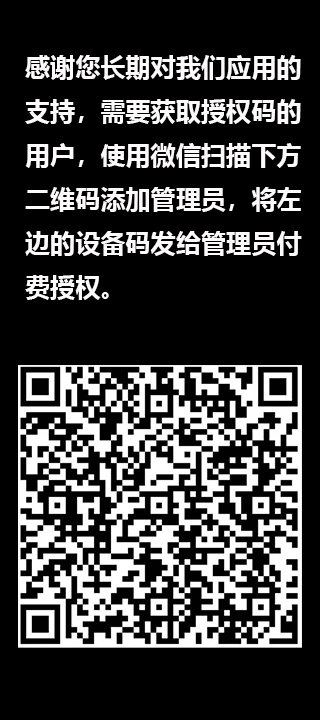 感谢您长期对我们应用的
支持，需要获取授权码的
用户，使用微信扫描下方
二维码添加管理员，将左
边的设备码发给管理员付
费授权。